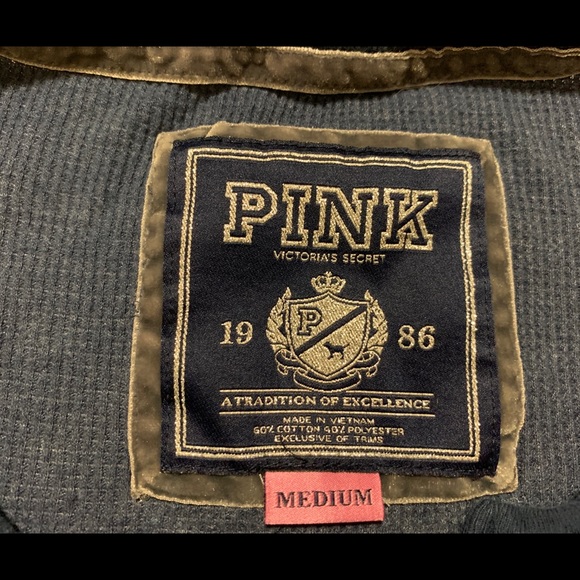 PINK
VICTORIA'S SECRET
P
19 86
A TRADITION OF EXCELLENCE
MADE IN VIETNAM
60% COTTON 40% POLYESTER
EXCLUSIVE OF TRIMS
MEDIUM